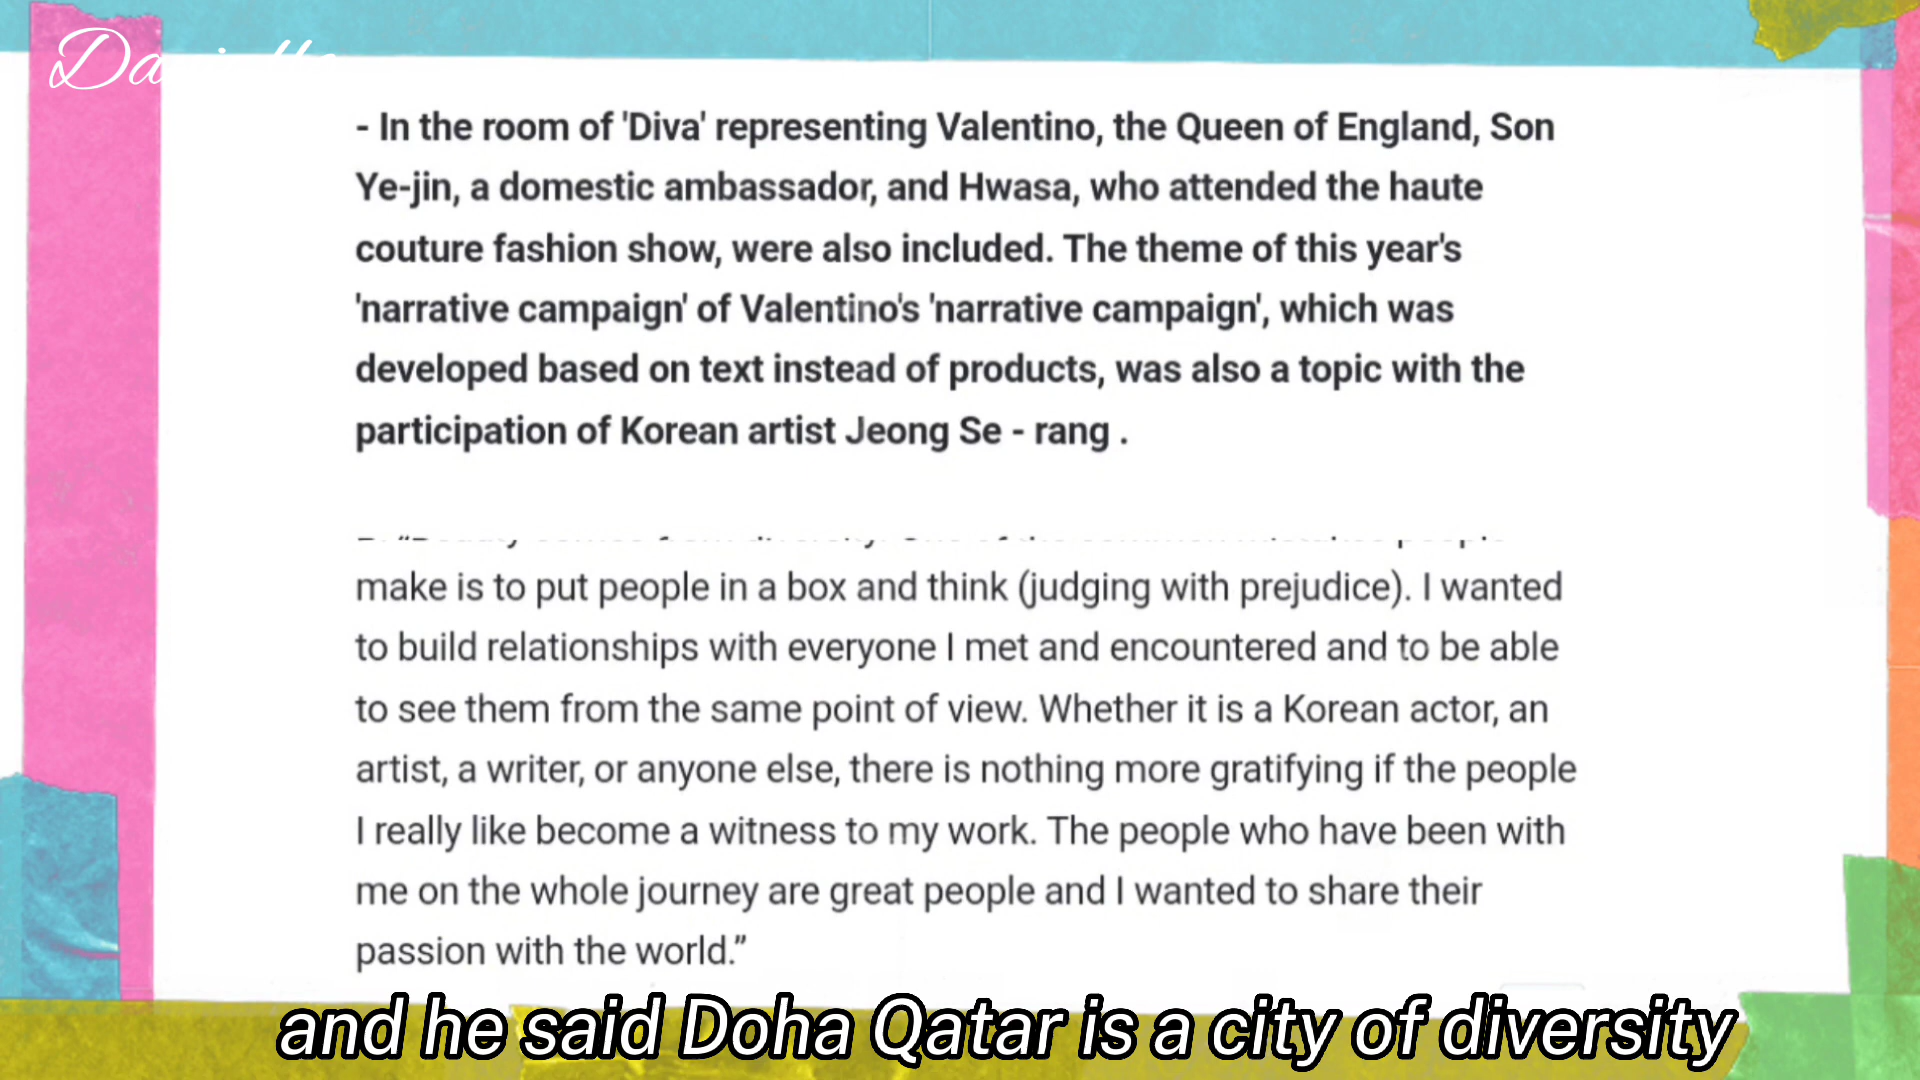 - In the room of 'Diva' representing Valentino, the Queen of England, Son
Ye-jin, a domestic ambassador, and Hwasa, who attended the haute
couture fashion show, were also included. The theme of this year's
'narrative campaign' of Valentino's 'narrative campaign', which was
developed based on text instead of products, was also a topic with the
participation of Korean artist Jeong Se - rang .
make is to put people in a box and think (judging with prejudice). I wanted
to build relationships with everyone I met and encountered and to be able
to see them from the same point of view. Whether it is a Korean actor, an
artist, a writer, or anyone else, there is nothing more gratifying if the people
I really like become a witness to my work. The people who have been with
me on the whole journey are great people and I wanted to share their
passion with the world.”
and he said Doha Qatar is a city of diversity